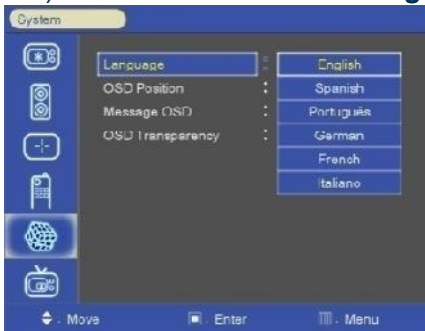 System
Language : English
OSD Position : Spanish
Message OSD : Português
OSD Transparency : German
French
Italiano
Move Enter Menu